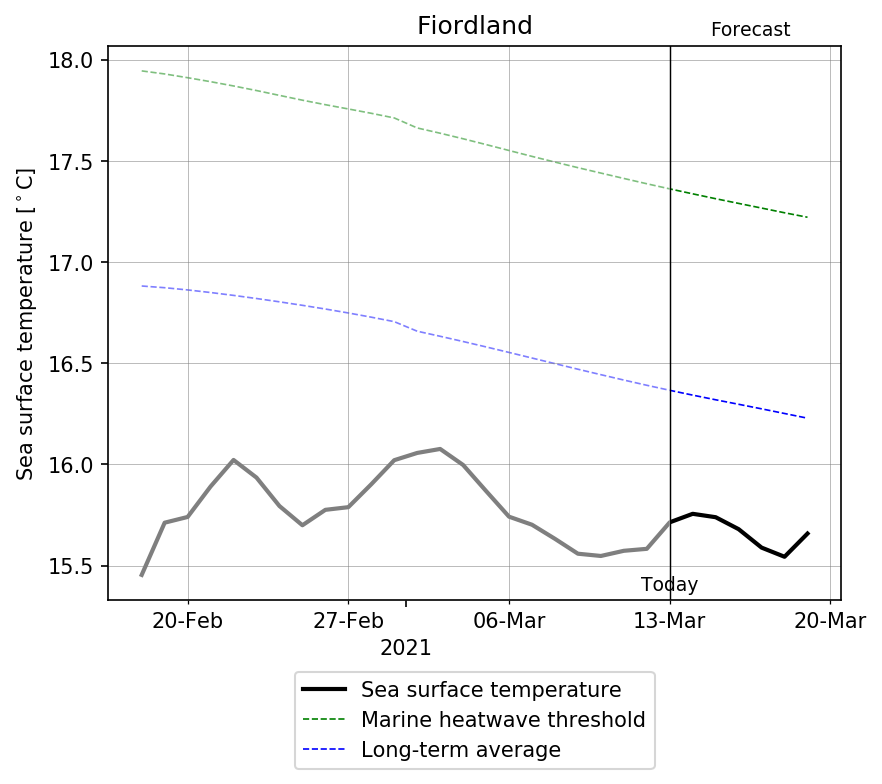 Fiordland
Forecast
Sea surface temperature [°C]
18.0
17.5
17.0
16.5
16.0
15.5
Today
20-Feb 27-Feb 06-Mar 13-Mar 20-Mar
2021
Sea surface temperature
Marine heatwave threshold
Long-term average